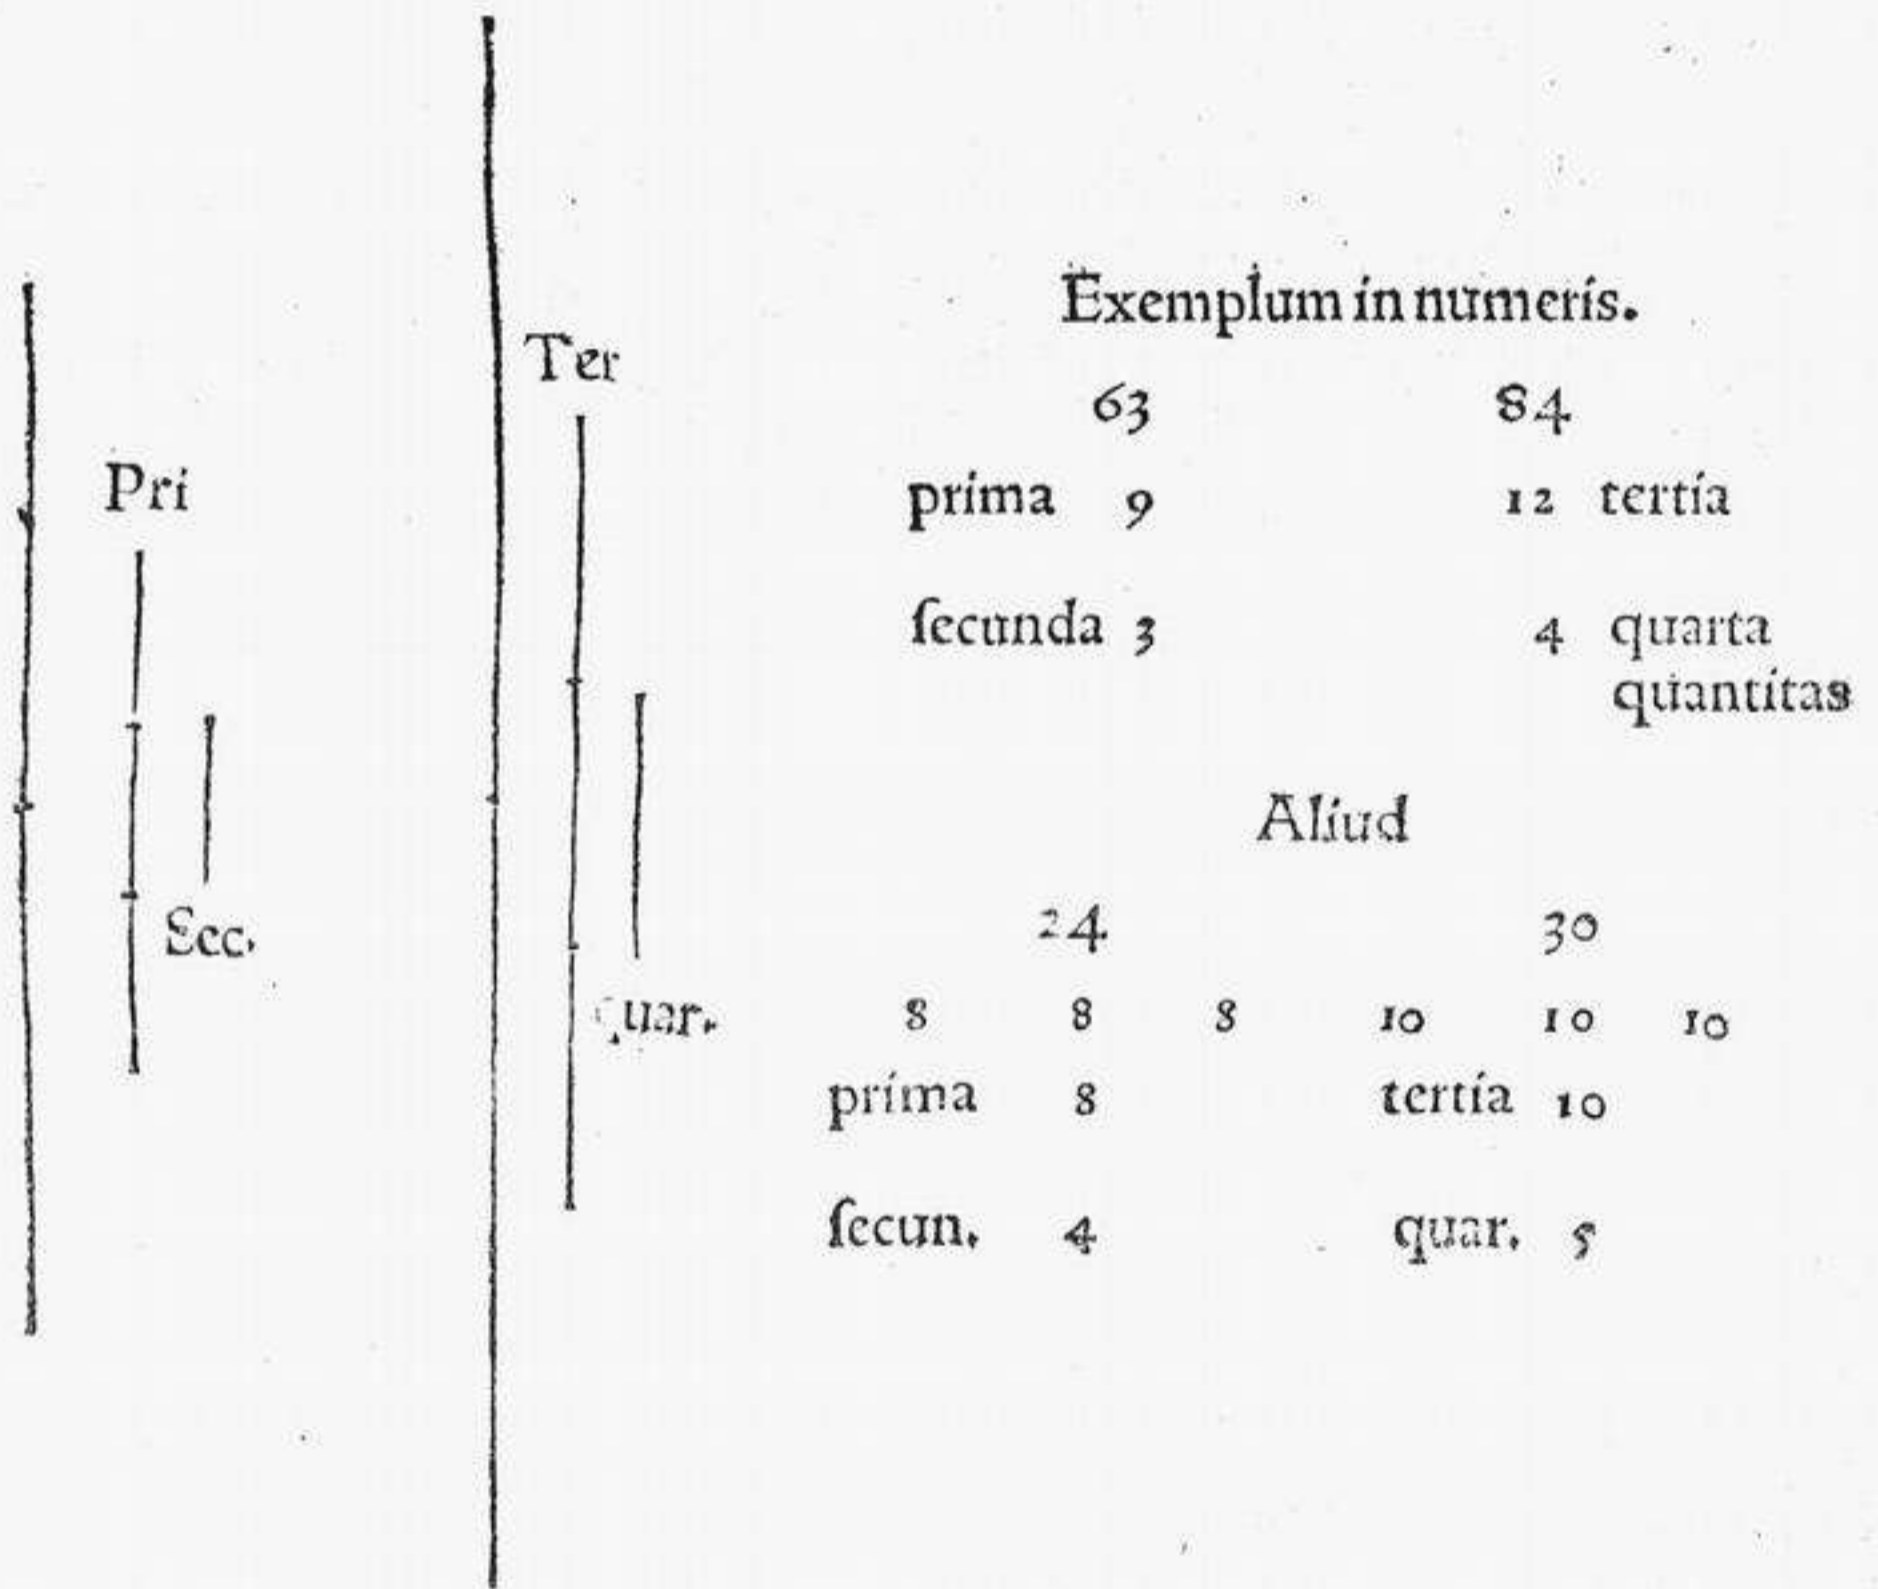 Ter
Pri
Sec.
quar.
Exemplum in numeris.
63 84
prima 9 12 tertia
ſecunda 3 4 quarta
quantitas
Aliud
24 30
8 8 8 10 10 10
prima 8 tertia 10
ſecun. 4 quar. 5